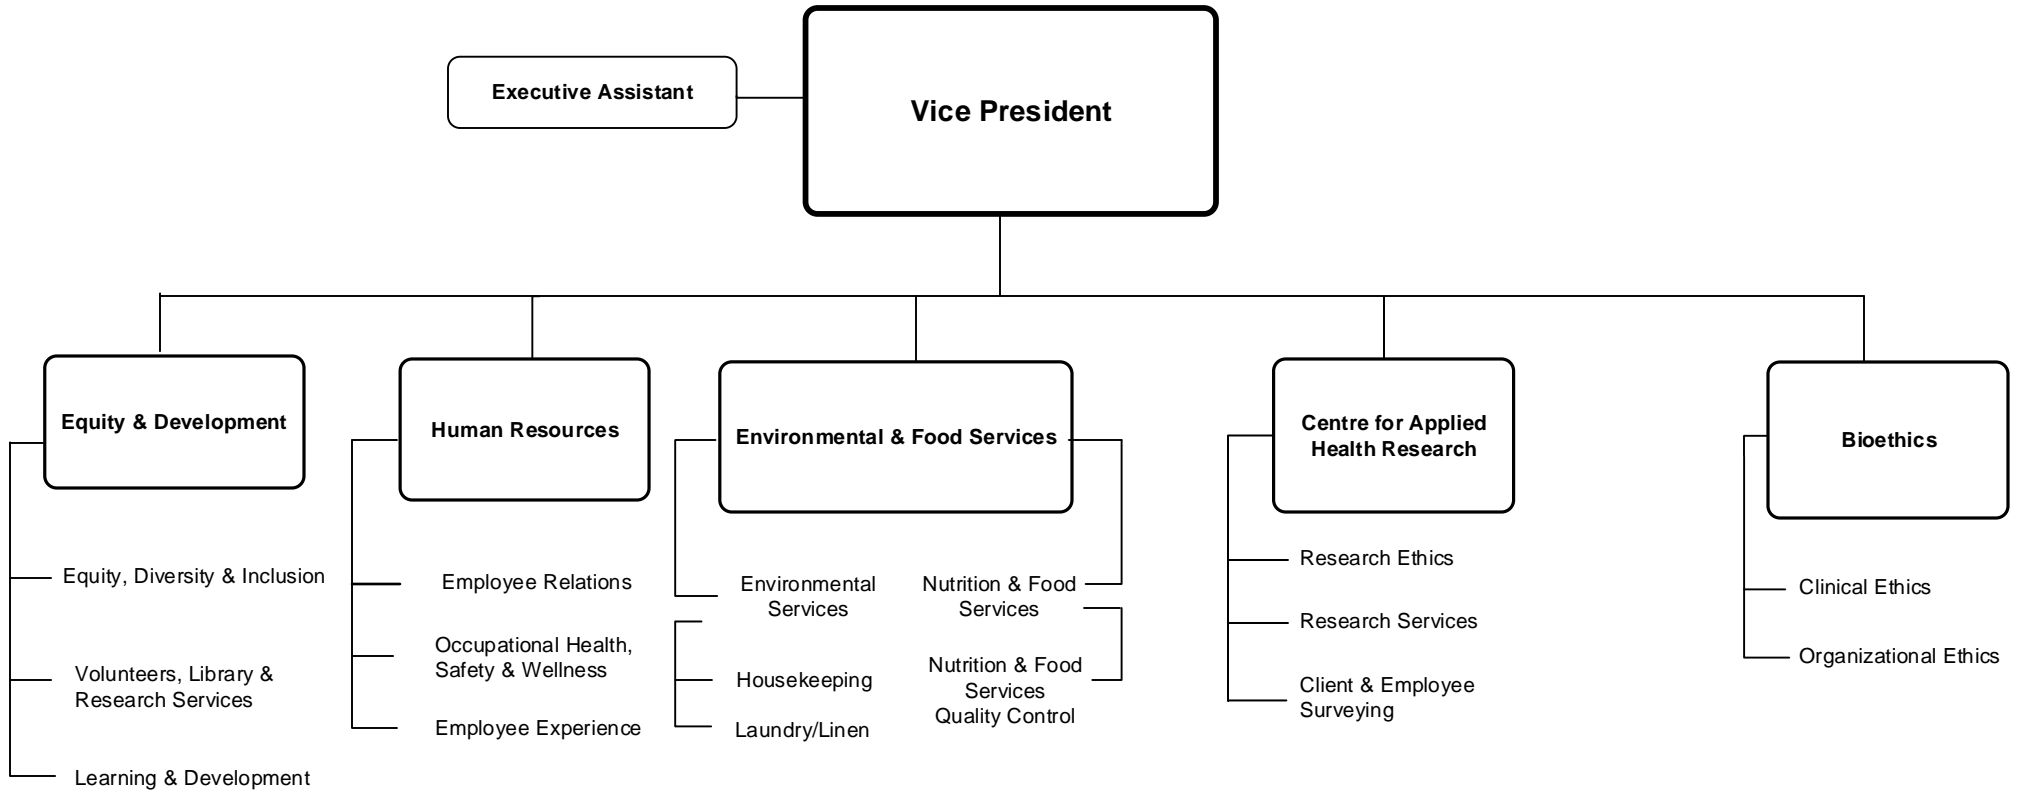 Executive Assistant
Vice President
Equity & Development
Equity, Diversity & Inclusion
Volunteers, Library &
Research Services
Learning & Development
Human Resources
Employee Relations
Occupational Health,
Safety & Wellness
Employee Experience
Environmental & Food Services
Environmental
Services
Housekeeping
Laundry/Linen
Nutrition & Food
Services
Nutrition & Food
Services
Quality Control
Centre for Applied
Health Research
Research Ethics
Research Services
Client & Employee
Surveying
Bioethics
Clinical Ethics
Organizational Ethics